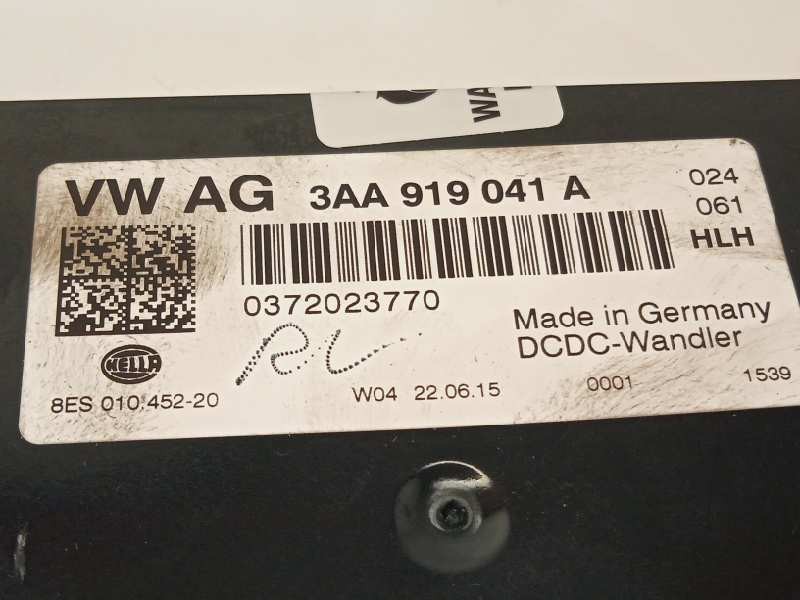 WA
VW AG 3AA 919 041 A 024
061
HLH
0372023770
Made in Germany
DCDC-Wandler
HELLA
8ES 010.452-20 W04 22.06.15 0001 1539